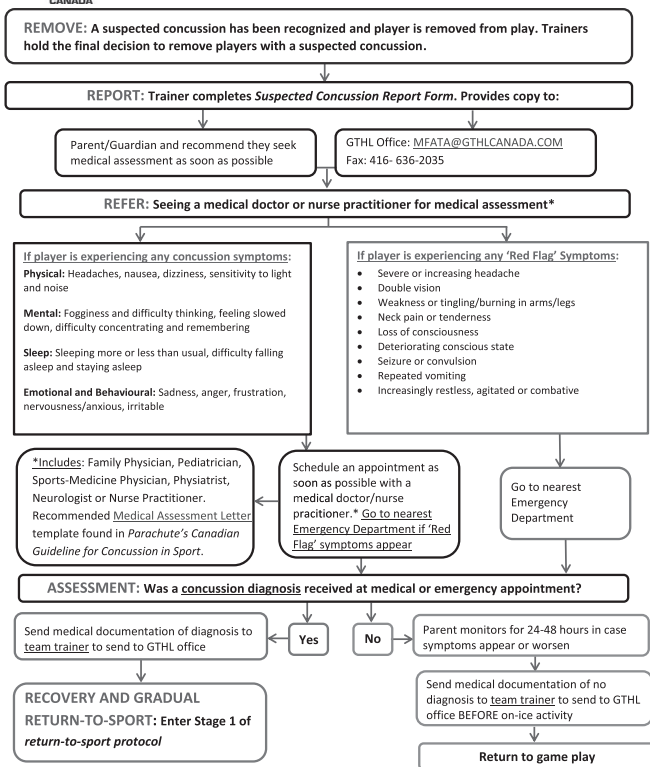 CANADA
REMOVE: A suspected concussion has been recognized and player is removed from play. Trainers
hold the final decision to remove players with a suspected concussion.
REPORT: Trainer completes Suspected Concussion Report Form. Provides copy to:
Parent/Guardian and recommend they seek
medical assessment as soon as possible
GTHL Office: MFATA@GTHLCANADA.COM
Fax: 416- 636-2035
REFER: Seeing a medical doctor or nurse practitioner for medical assessment*
If player is experiencing any concussion symptoms:
Physical: Headaches, nausea, dizziness, sensitivity to light
and noise
Mental: Fogginess and difficulty thinking, feeling slowed
down, difficulty concentrating and remembering
Sleep: Sleeping more or less than usual, difficulty falling
asleep and staying asleep
Emotional and Behavioural: Sadness, anger, frustration,
nervousness/anxious, irritable
If player is experiencing any ‘Red Flag’ Symptoms:
• Severe or increasing headache
• Double vision
• Weakness or tingling/burning in arms/legs
• Neck pain or tenderness
• Loss of consciousness
• Deteriorating conscious state
• Seizure or convulsion
• Repeated vomiting
• Increasingly restless, agitated or combative
*Includes: Family Physician, Pediatrician,
Sports-Medicine Physician, Physiatrist,
Neurologist or Nurse Practitioner.
Recommended Medical Assessment Letter
template found in Parachute’s Canadian
Guideline for Concussion in Sport.
Schedule an appointment as
soon as possible with a
medical doctor/nurse
practitioner.* Go to nearest
Emergency Department if ‘Red
Flag’ symptoms appear
Go to nearest
Emergency
Department
ASSESSMENT: Was a concussion diagnosis received at medical or emergency appointment?
Send medical documentation of diagnosis to
team trainer to send to GTHL office
Yes
No
Parent monitors for 24-48 hours in case
symptoms appear or worsen
RECOVERY AND GRADUAL
RETURN-TO-SPORT: Enter Stage 1 of
return-to-sport protocol
Send medical documentation of no
diagnosis to team trainer to send to GTHL
office BEFORE on-ice activity
Return to game play